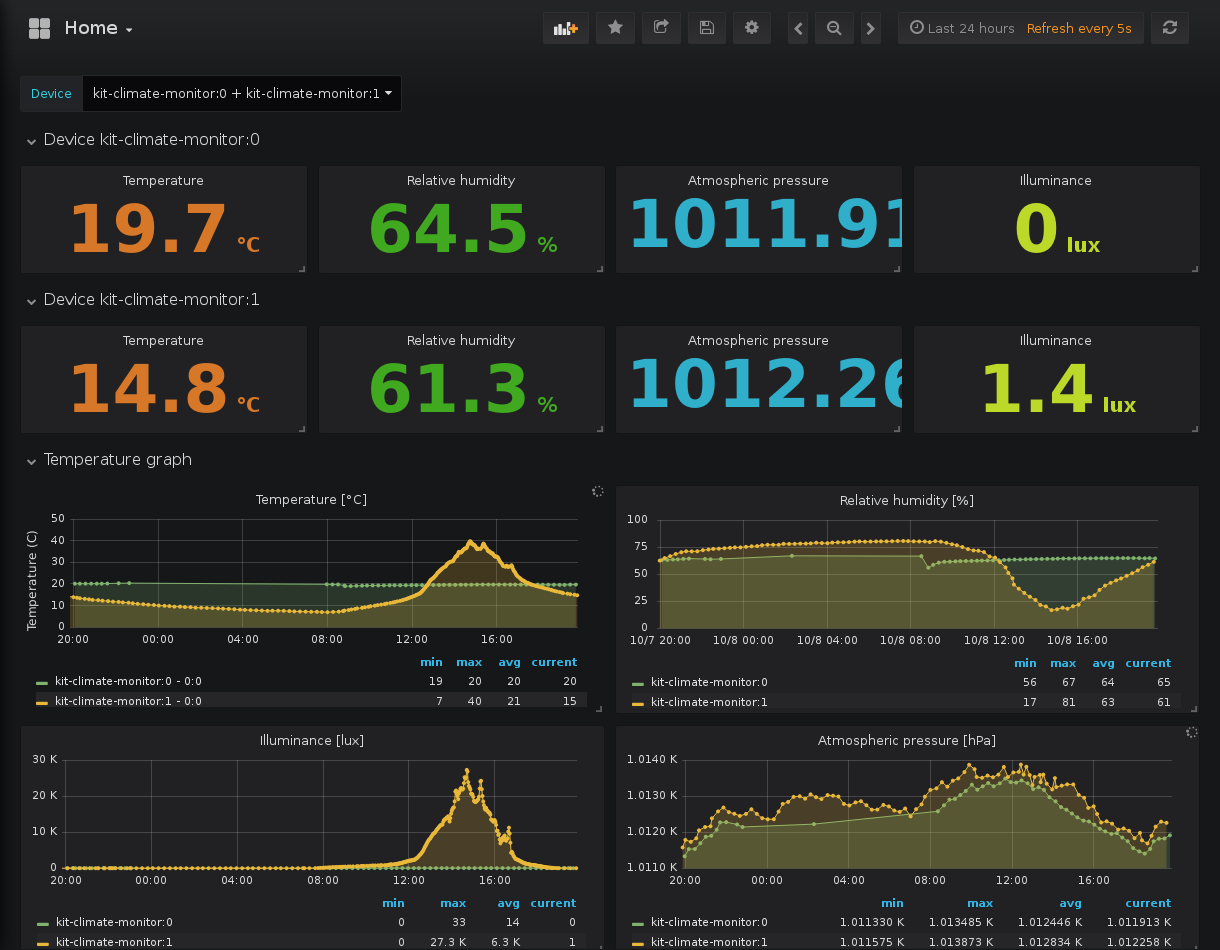 Home
Last 24 hours Refresh every 5s
Device kit-climate-monitor:0 + kit-climate-monitor:1
Device kit-climate-monitor:0
Temperature Relative humidity Atmospheric pressure Illuminance
19.7 °C 64.5 % 1011.91 0 lux
Device kit-climate-monitor:1
Temperature Relative humidity Atmospheric pressure Illuminance
14.8 °C 61.3 % 1012.26 1.4 lux
Temperature graph
Temperature [°C]
Temperature (C)
50
40
30
20
10
0
20:00 00:00 04:00 08:00 12:00 16:00
min max avg current
kit-climate-monitor:0 - 0:0 19 20 20 20
kit-climate-monitor:1 - 0:0 7 40 21 15
Relative humidity [%]
100
75
50
25
0
10/7 20:00 10/8 00:00 10/8 04:00 10/8 08:00 10/8 12:00 10/8 16:00
min max avg current
kit-climate-monitor:0 56 67 64 65
kit-climate-monitor:1 17 81 63 61
Illuminance [lux]
30 K
20 K
10 K
0
20:00 00:00 04:00 08:00 12:00 16:00
min max avg current
kit-climate-monitor:0 0 33 14 0
kit-climate-monitor:1 0 27.3 K 6.3 K 1
Atmospheric pressure [hPa]
1.0140 K
1.0130 K
1.0120 K
1.0110 K
20:00 00:00 04:00 08:00 12:00 16:00
min max avg current
kit-climate-monitor:0 1.011330 K 1.013485 K 1.012446 K 1.011913 K
kit-climate-monitor:1 1.011575 K 1.013873 K 1.012834 K 1.012258 K